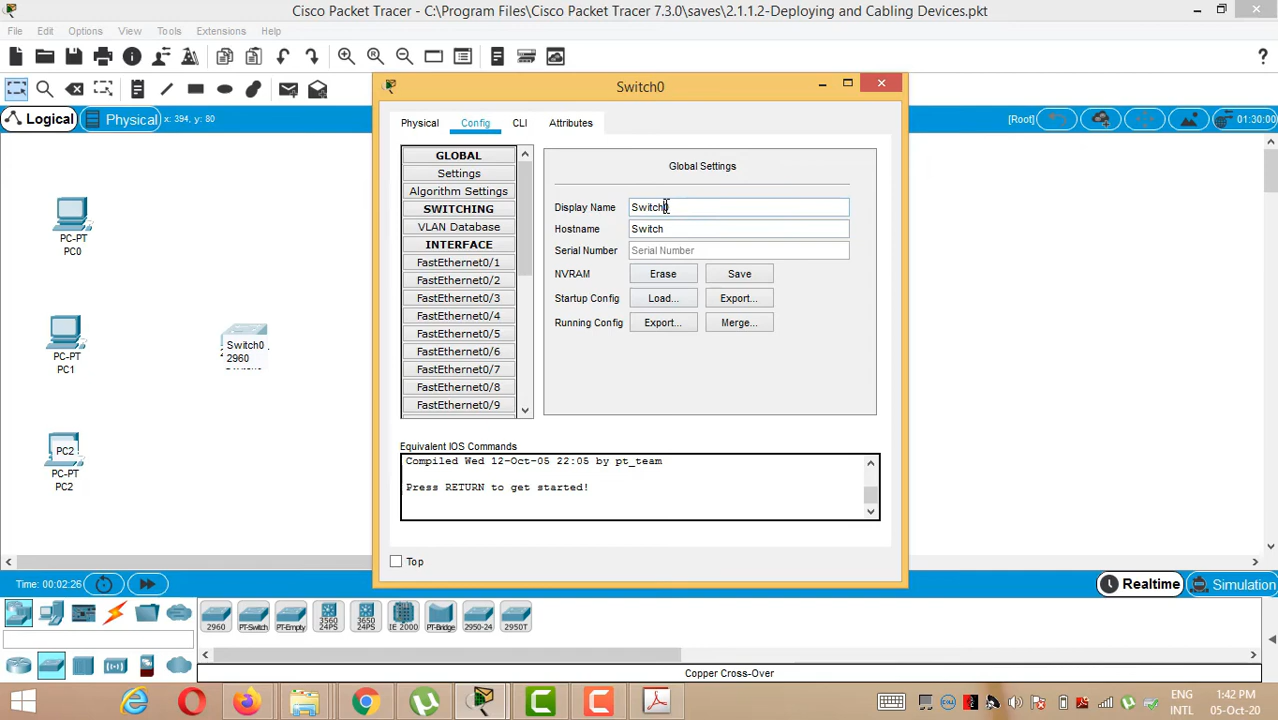 Cisco Packet Tracer - C:\Program Files\Cisco Packet Tracer 7.3.0\saves\2.1.1.2-Deploying and Cabling Devices.pkt
File Edit Options View Tools Extensions Help
Logical Physical x: 394, y: 80 [Root] 01:30:00
Switch0
Physical Config CLI Attributes
GLOBAL
Settings
Algorithm Settings
SWITCHING
VLAN Database
INTERFACE
FastEthernet0/1
FastEthernet0/2
FastEthernet0/3
FastEthernet0/4
FastEthernet0/5
FastEthernet0/6
FastEthernet0/7
FastEthernet0/8
FastEthernet0/9
Global Settings
Display Name Switch0
Hostname Switch
Serial Number Serial Number
NVRAM Erase Save
Startup Config Load... Export...
Running Config Export... Merge...
Equivalent IOS Commands
Compiled Wed 12-Oct-05 22:05 by pt_team
Press RETURN to get started!
Top
PC-PT
PC0
PC-PT
PC1
Switch0
2960
PC2
PC-PT
PC2
Time: 00:02:26 Realtime Simulation
2960 PT-Switch PT-Empty 3560 24PS 3650 24PS IE 2000 PT-Bridge 2950-24 2950T
Copper Cross-Over
ENG
INTL
1:42 PM
05-Oct-20